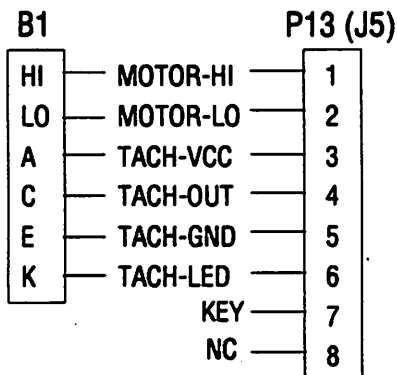 B1 P13 (J5)
HI MOTOR-HI 1
LO MOTOR-LO 2
A TACH-VCC 3
C TACH-OUT 4
E TACH-GND 5
K TACH-LED 6
KEY 7
NC 8